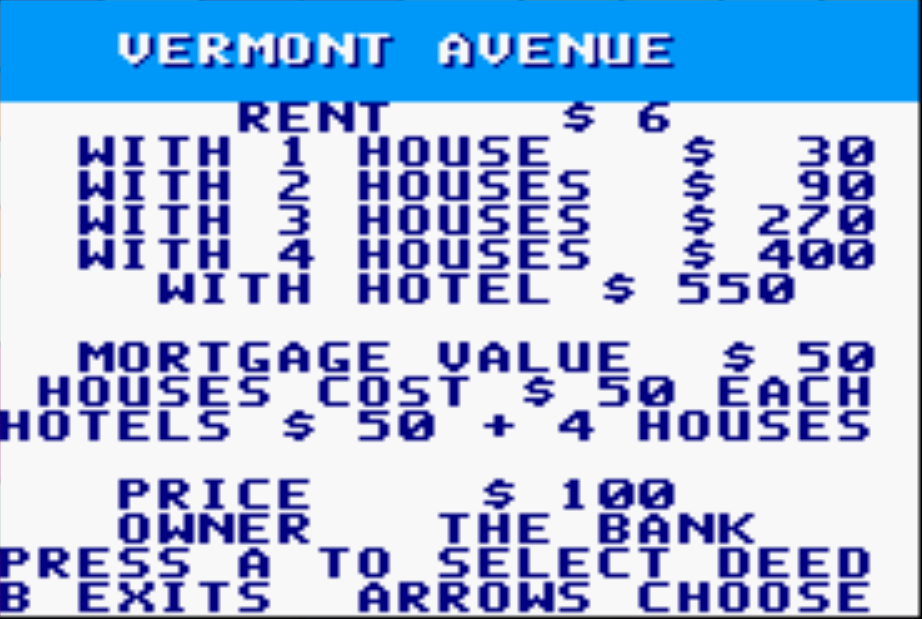 VERMONT AVENUE
RENT $ 6
WITH 1 HOUSE $ 30
WITH 2 HOUSES $ 90
WITH 3 HOUSES $ 270
WITH 4 HOUSES $ 400
WITH HOTEL $ 550
MORTGAGE VALUE $ 50
HOUSES COST $ 50 EACH
HOTELS $ 50 + 4 HOUSES
PRICE $ 100
OWNER THE BANK
PRESS A TO SELECT DEED
B EXITS ARROWS CHOOSE